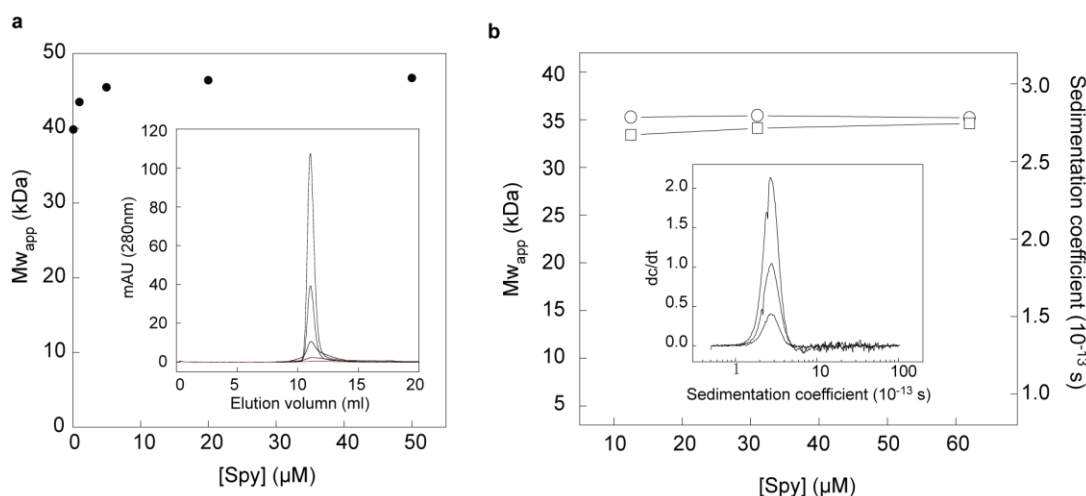 a
50
40
30
20
10
0
Mw app (kDa)
0 10 20 30 40 50
[Spy] (µM)
120
100
80
60
40
20
0
mAU (280nm)
0 5 10 15 20
Elution volumn (ml)
b
40
35
30
25
20
15
10
5
Mw app (kDa)
10 20 30 40 50 60
[Spy] (µM)
3.0
2.5
2.0
1.5
1.0
Sedimentation coefficient (10-13 s)
2.0
1.5
1.0
0.5
0.0
dc/dt
1 10 100
Sedimentation coefficient (10-13 s)